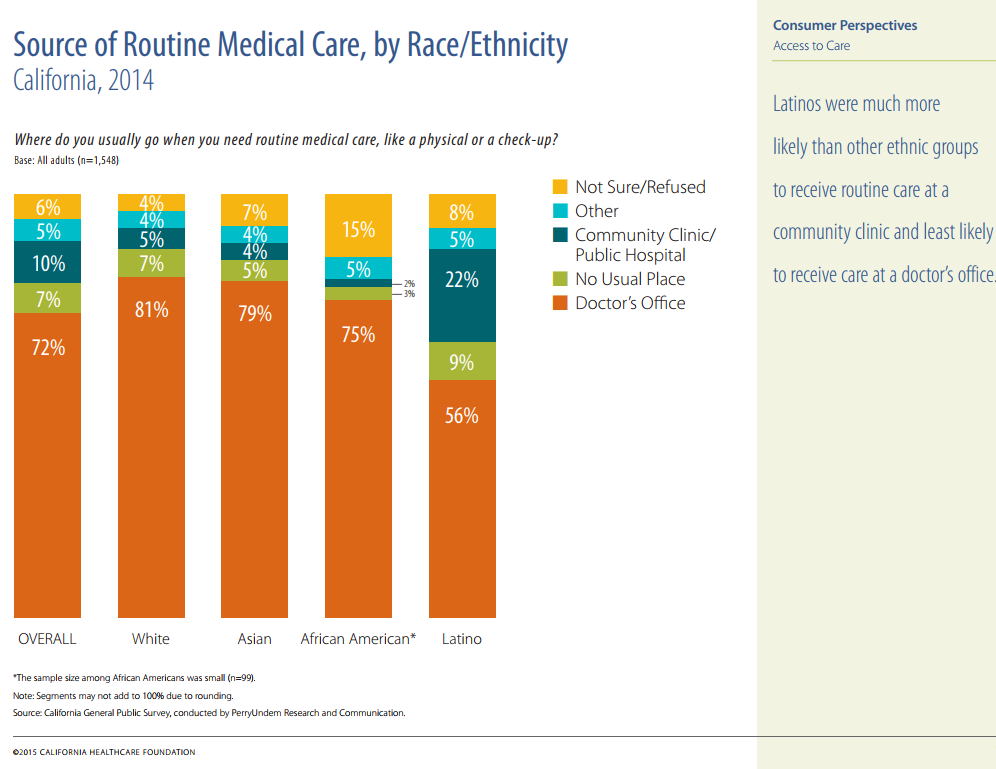 Source of Routine Medical Care, by Race/Ethnicity
California, 2014
Where do you usually go when you need routine medical care, like a physical or a check-up?
Base: All adults (n=1,548)
6%
5%
10%
7%
72%
OVERALL
4%
4%
5%
7%
81%
White
7%
4%
4%
5%
79%
Asian
15%
5%
2%
3%
75%
African American*
8%
5%
22%
9%
56%
Latino
Not Sure/Refused
Other
Community Clinic/
Public Hospital
No Usual Place
Doctor’s Office
*The sample size among African Americans was small (n=99).
Note: Segments may not add to 100% due to rounding.
Source: California General Public Survey, conducted by PerryUndem Research and Communication.
©2015 CALIFORNIA HEALTHCARE FOUNDATION
Consumer Perspectives
Access to Care
Latinos were much more
likely than other ethnic groups
to receive routine care at a
community clinic and least likely
to receive care at a doctor’s office.